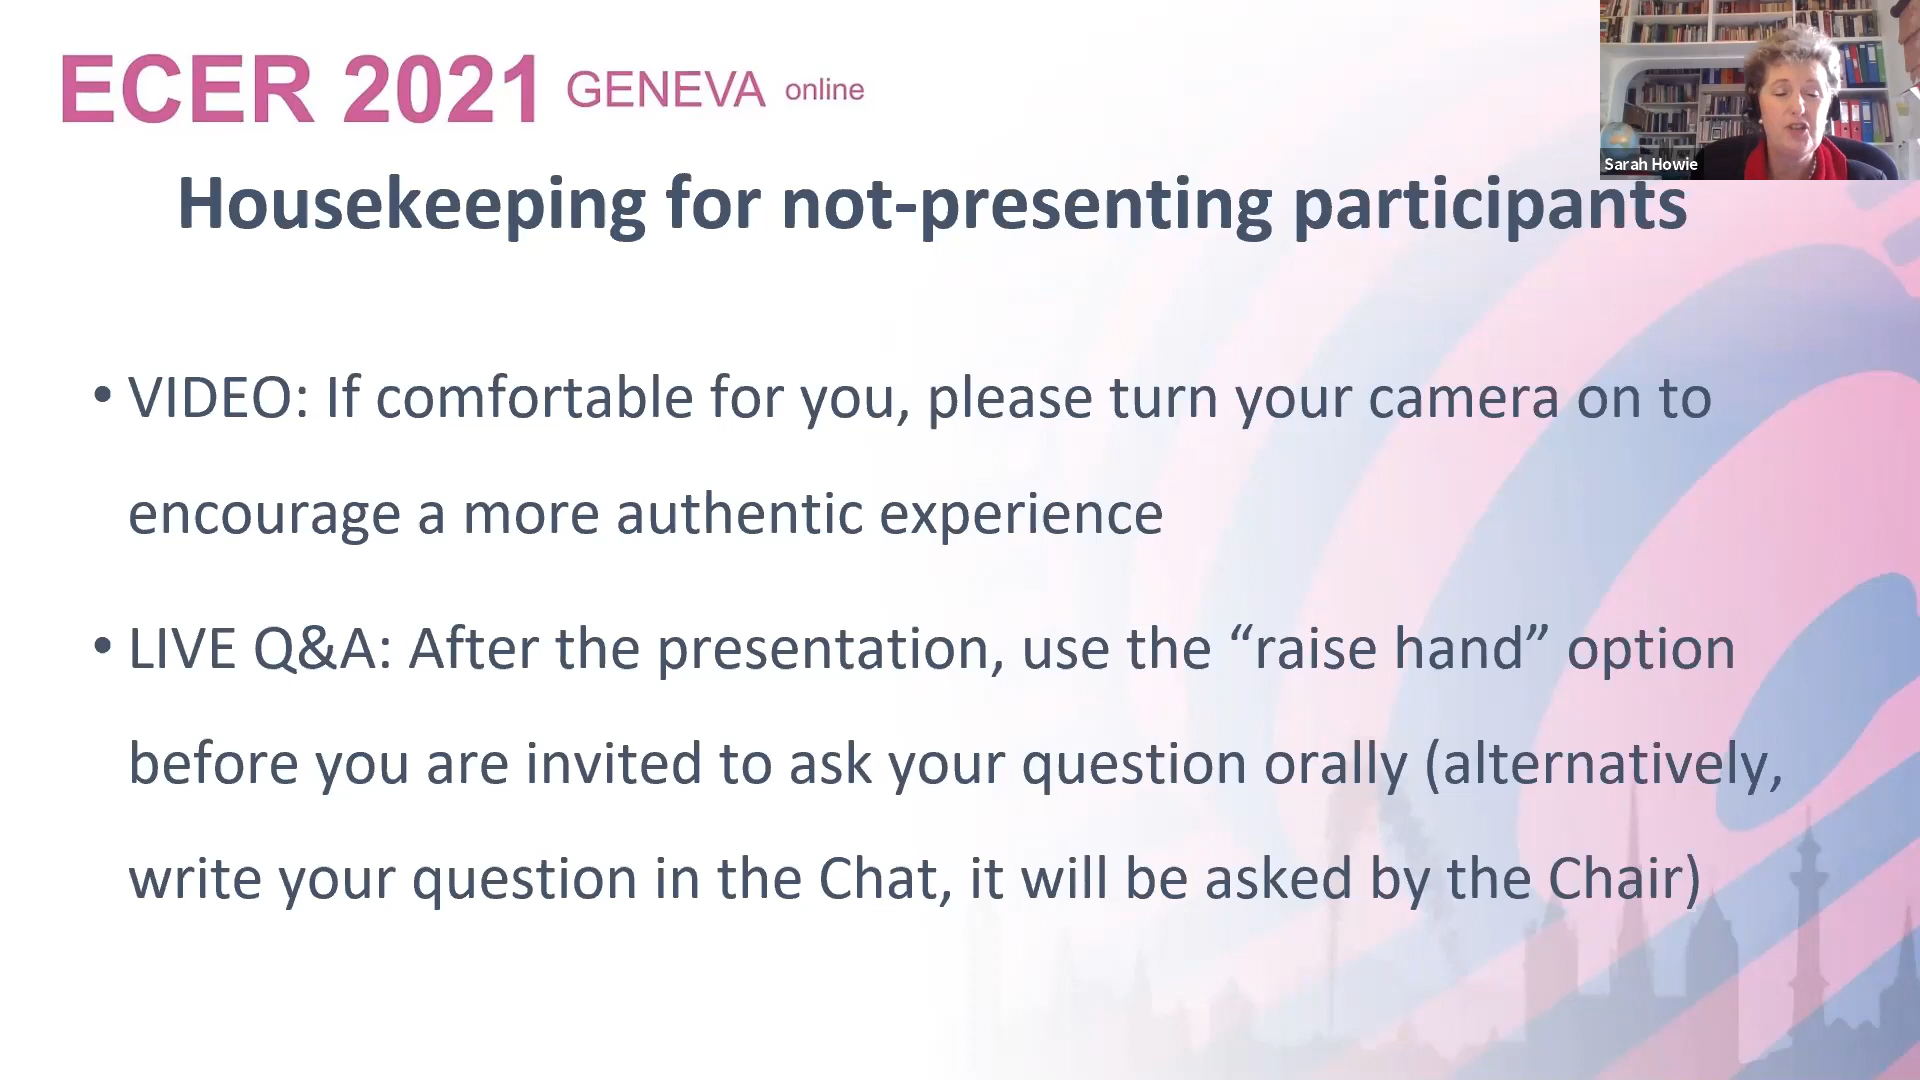 ECER 2021 GENEVA online
Sarah Howie
Housekeeping for not-presenting participants
• VIDEO: If comfortable for you, please turn your camera on to
encourage a more authentic experience
• LIVE Q&A: After the presentation, use the “raise hand” option
before you are invited to ask your question orally (alternatively,
write your question in the Chat, it will be asked by the Chair)